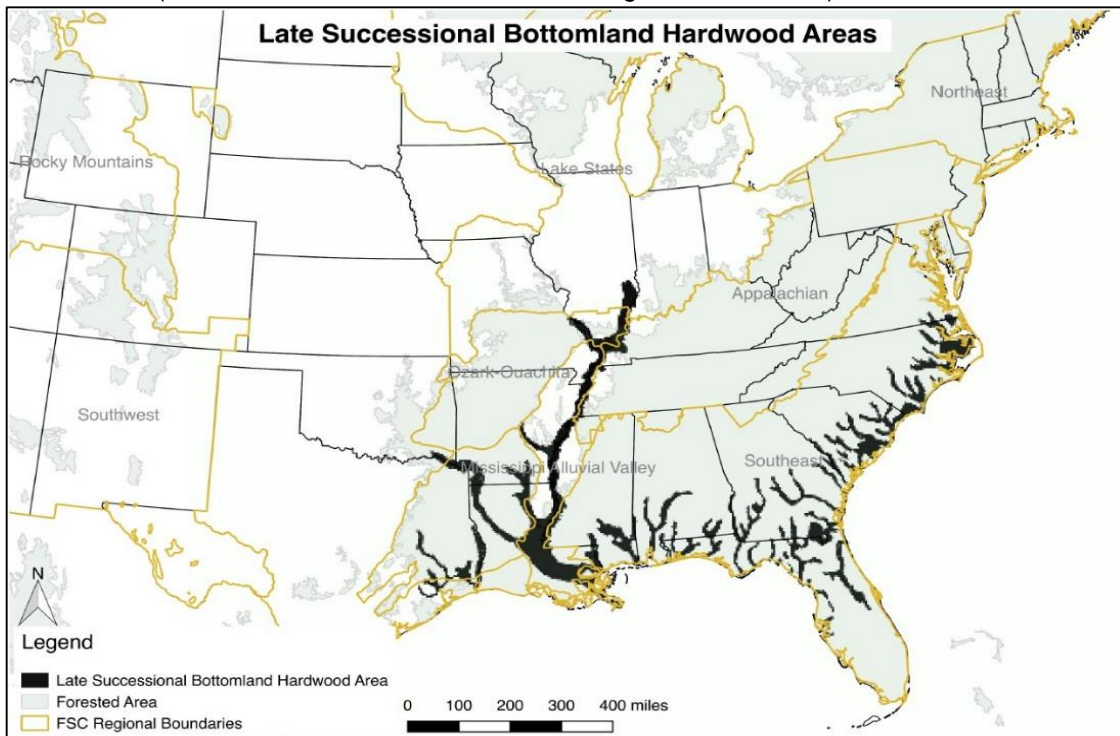 Late Successional Bottomland Hardwood Areas
Northeast
Rocky Mountains
Lake States
Appalachian
Ozark-Ouachita
Southwest
Mississippi Alluvial Valley
Southeast
N
Legend
Late Successional Bottomland Hardwood Area
Forested Area
FSC Regional Boundaries
0 100 200 300 400 miles